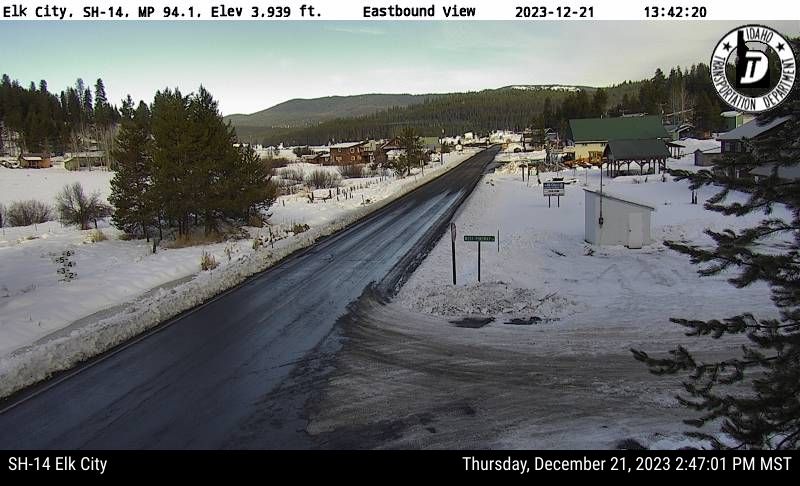 Elk City, SH-14, MP 94.1, Elev 3,939 ft. Eastbound View 2023-12-21 13:42:20
IDAHO
TRANSPORTATION DEPARTMENT
SH-14 Elk City Thursday, December 21, 2023 2:47:01 PM MST